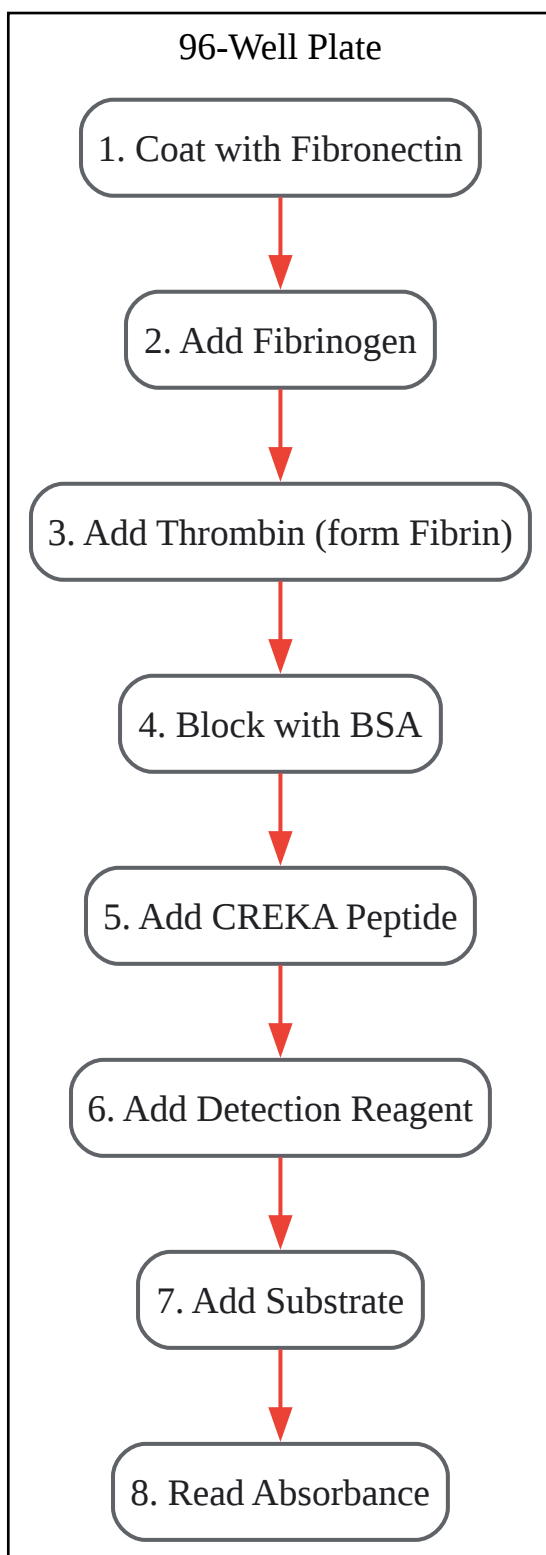 96-Well Plate
1. Coat with Fibronectin
2. Add Fibrinogen
3. Add Thrombin (form Fibrin)
4. Block with BSA
5. Add CREKA Peptide
6. Add Detection Reagent
7. Add Substrate
8. Read Absorbance